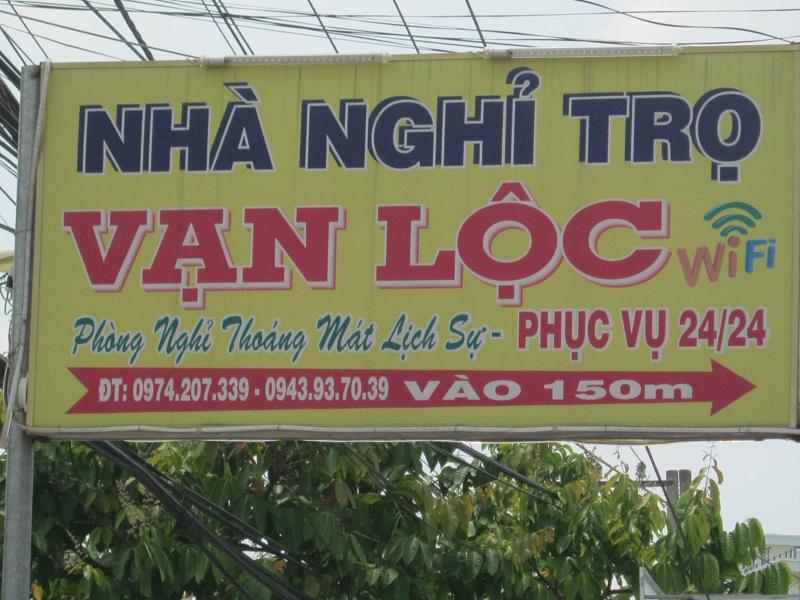 NHÀ NGHỈ TRỌ
VẠN LỘC WiFi
Phòng Nghỉ Thoáng Mát Lịch Sự - PHỤC VỤ 24/24
ĐT: 0974.207.339 - 0943.93.70.39 VÀO 150m